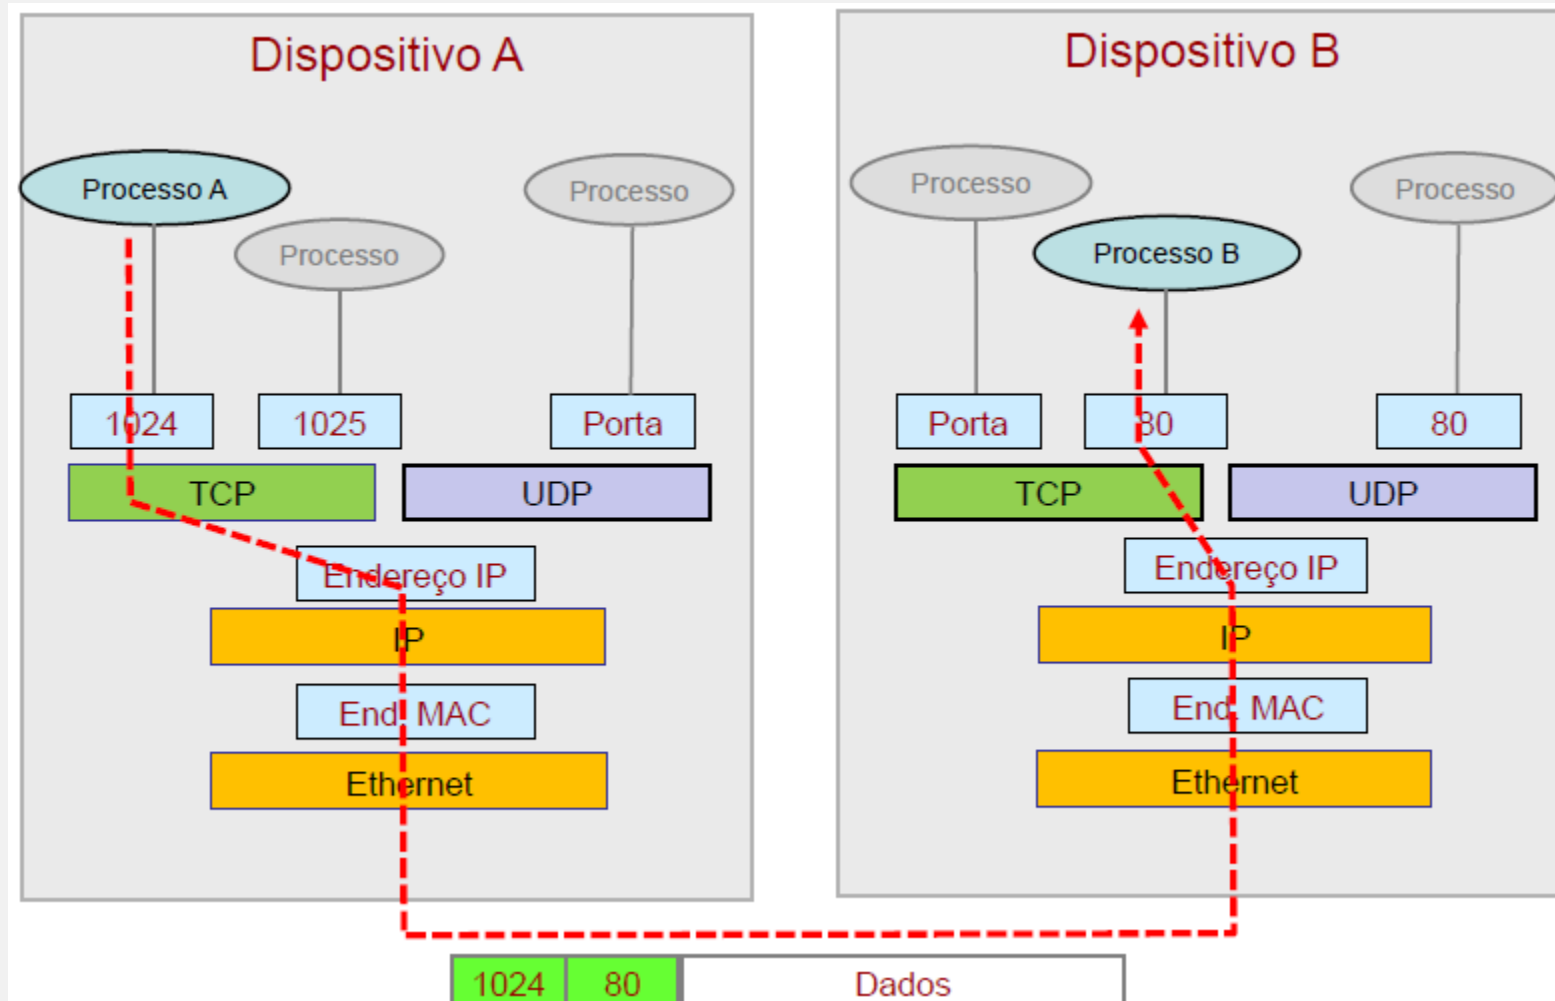 Dispositivo A
Processo A
Processo
Processo
1024
1025
Porta
TCP
UDP
Endereço IP
IP
End. MAC
Ethernet
Dispositivo B
Processo
Processo B
Processo
Porta
80
80
TCP
UDP
Endereço IP
IP
End. MAC
Ethernet
1024 80 Dados